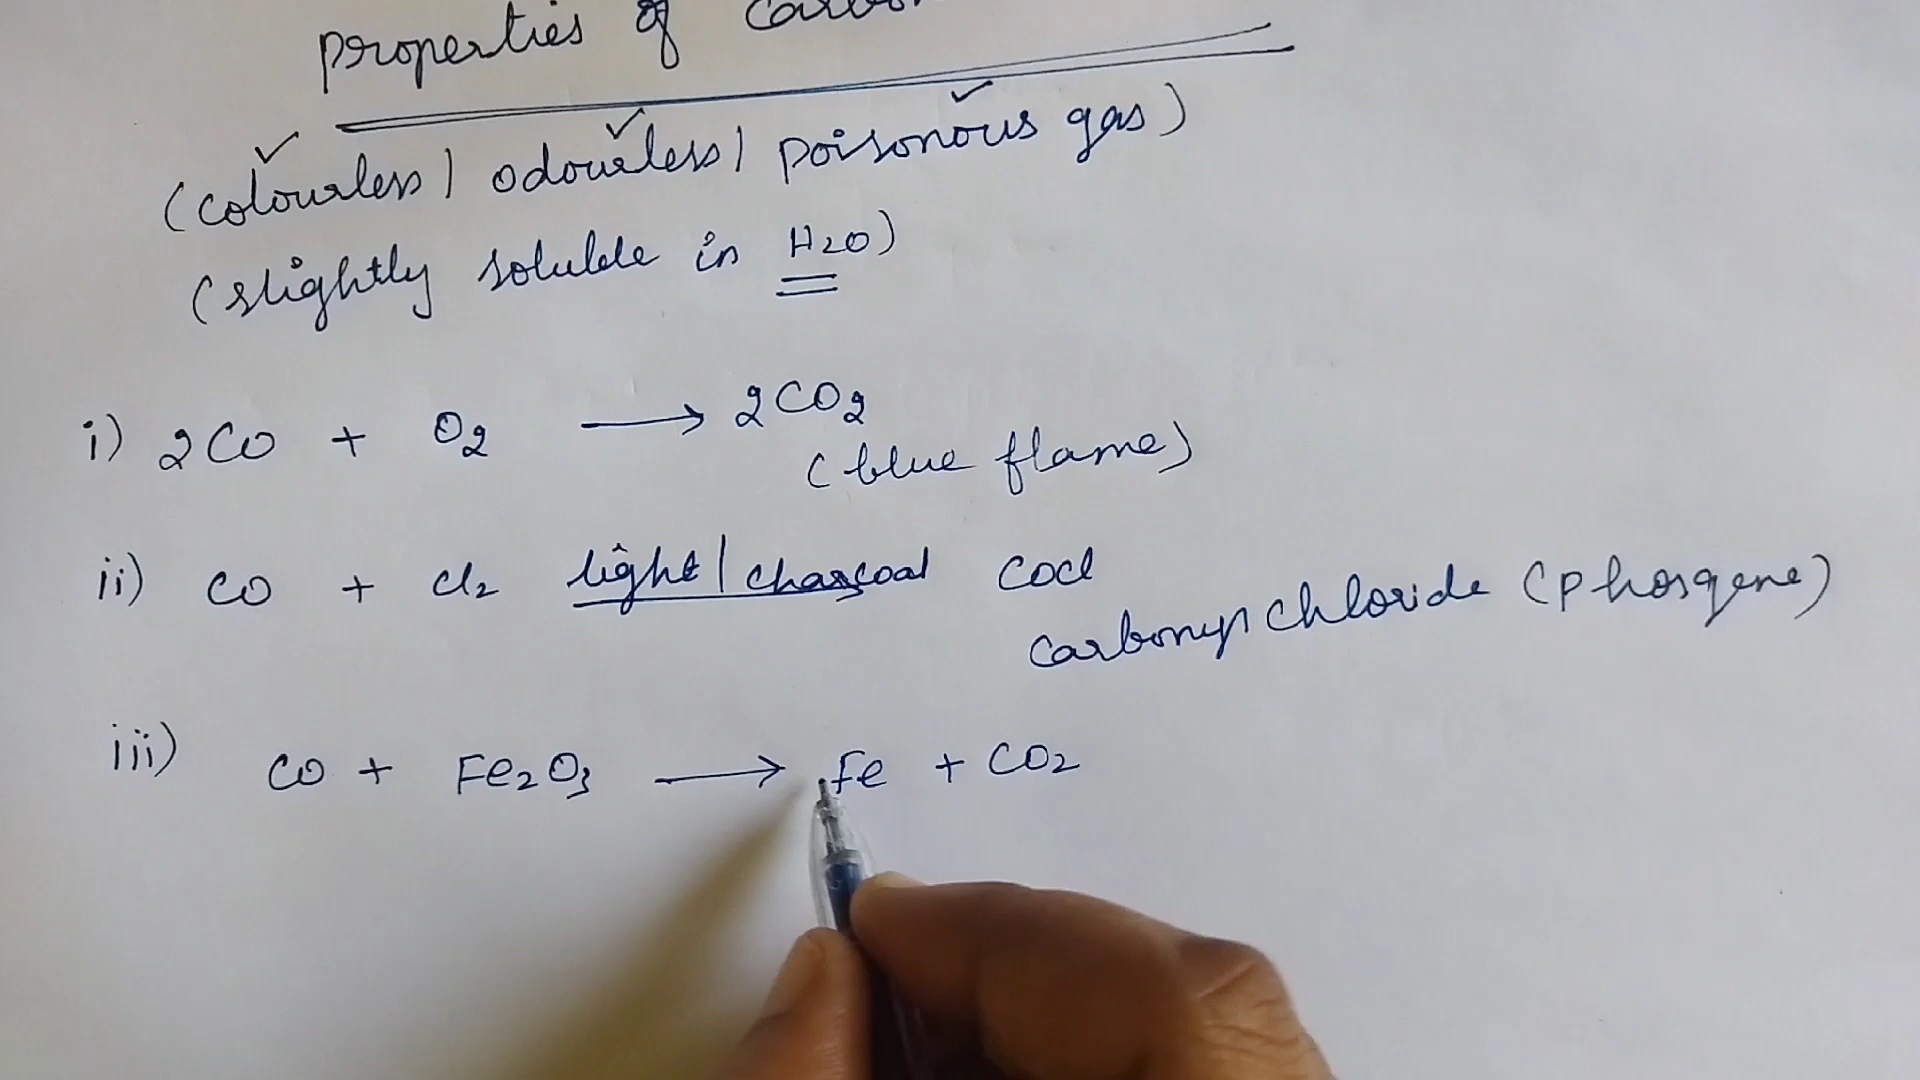 properties of Carbon
(colourless | odourless | poisonous gas)
(slightly soluble in H2O)
i) 2CO + O2 ⟶ 2CO2
(blue flame)
ii) CO + Cl2 light/charcoal COCl
carbonyl chloride (phosgene)
iii) CO + Fe2O3 ⟶ Fe + CO2